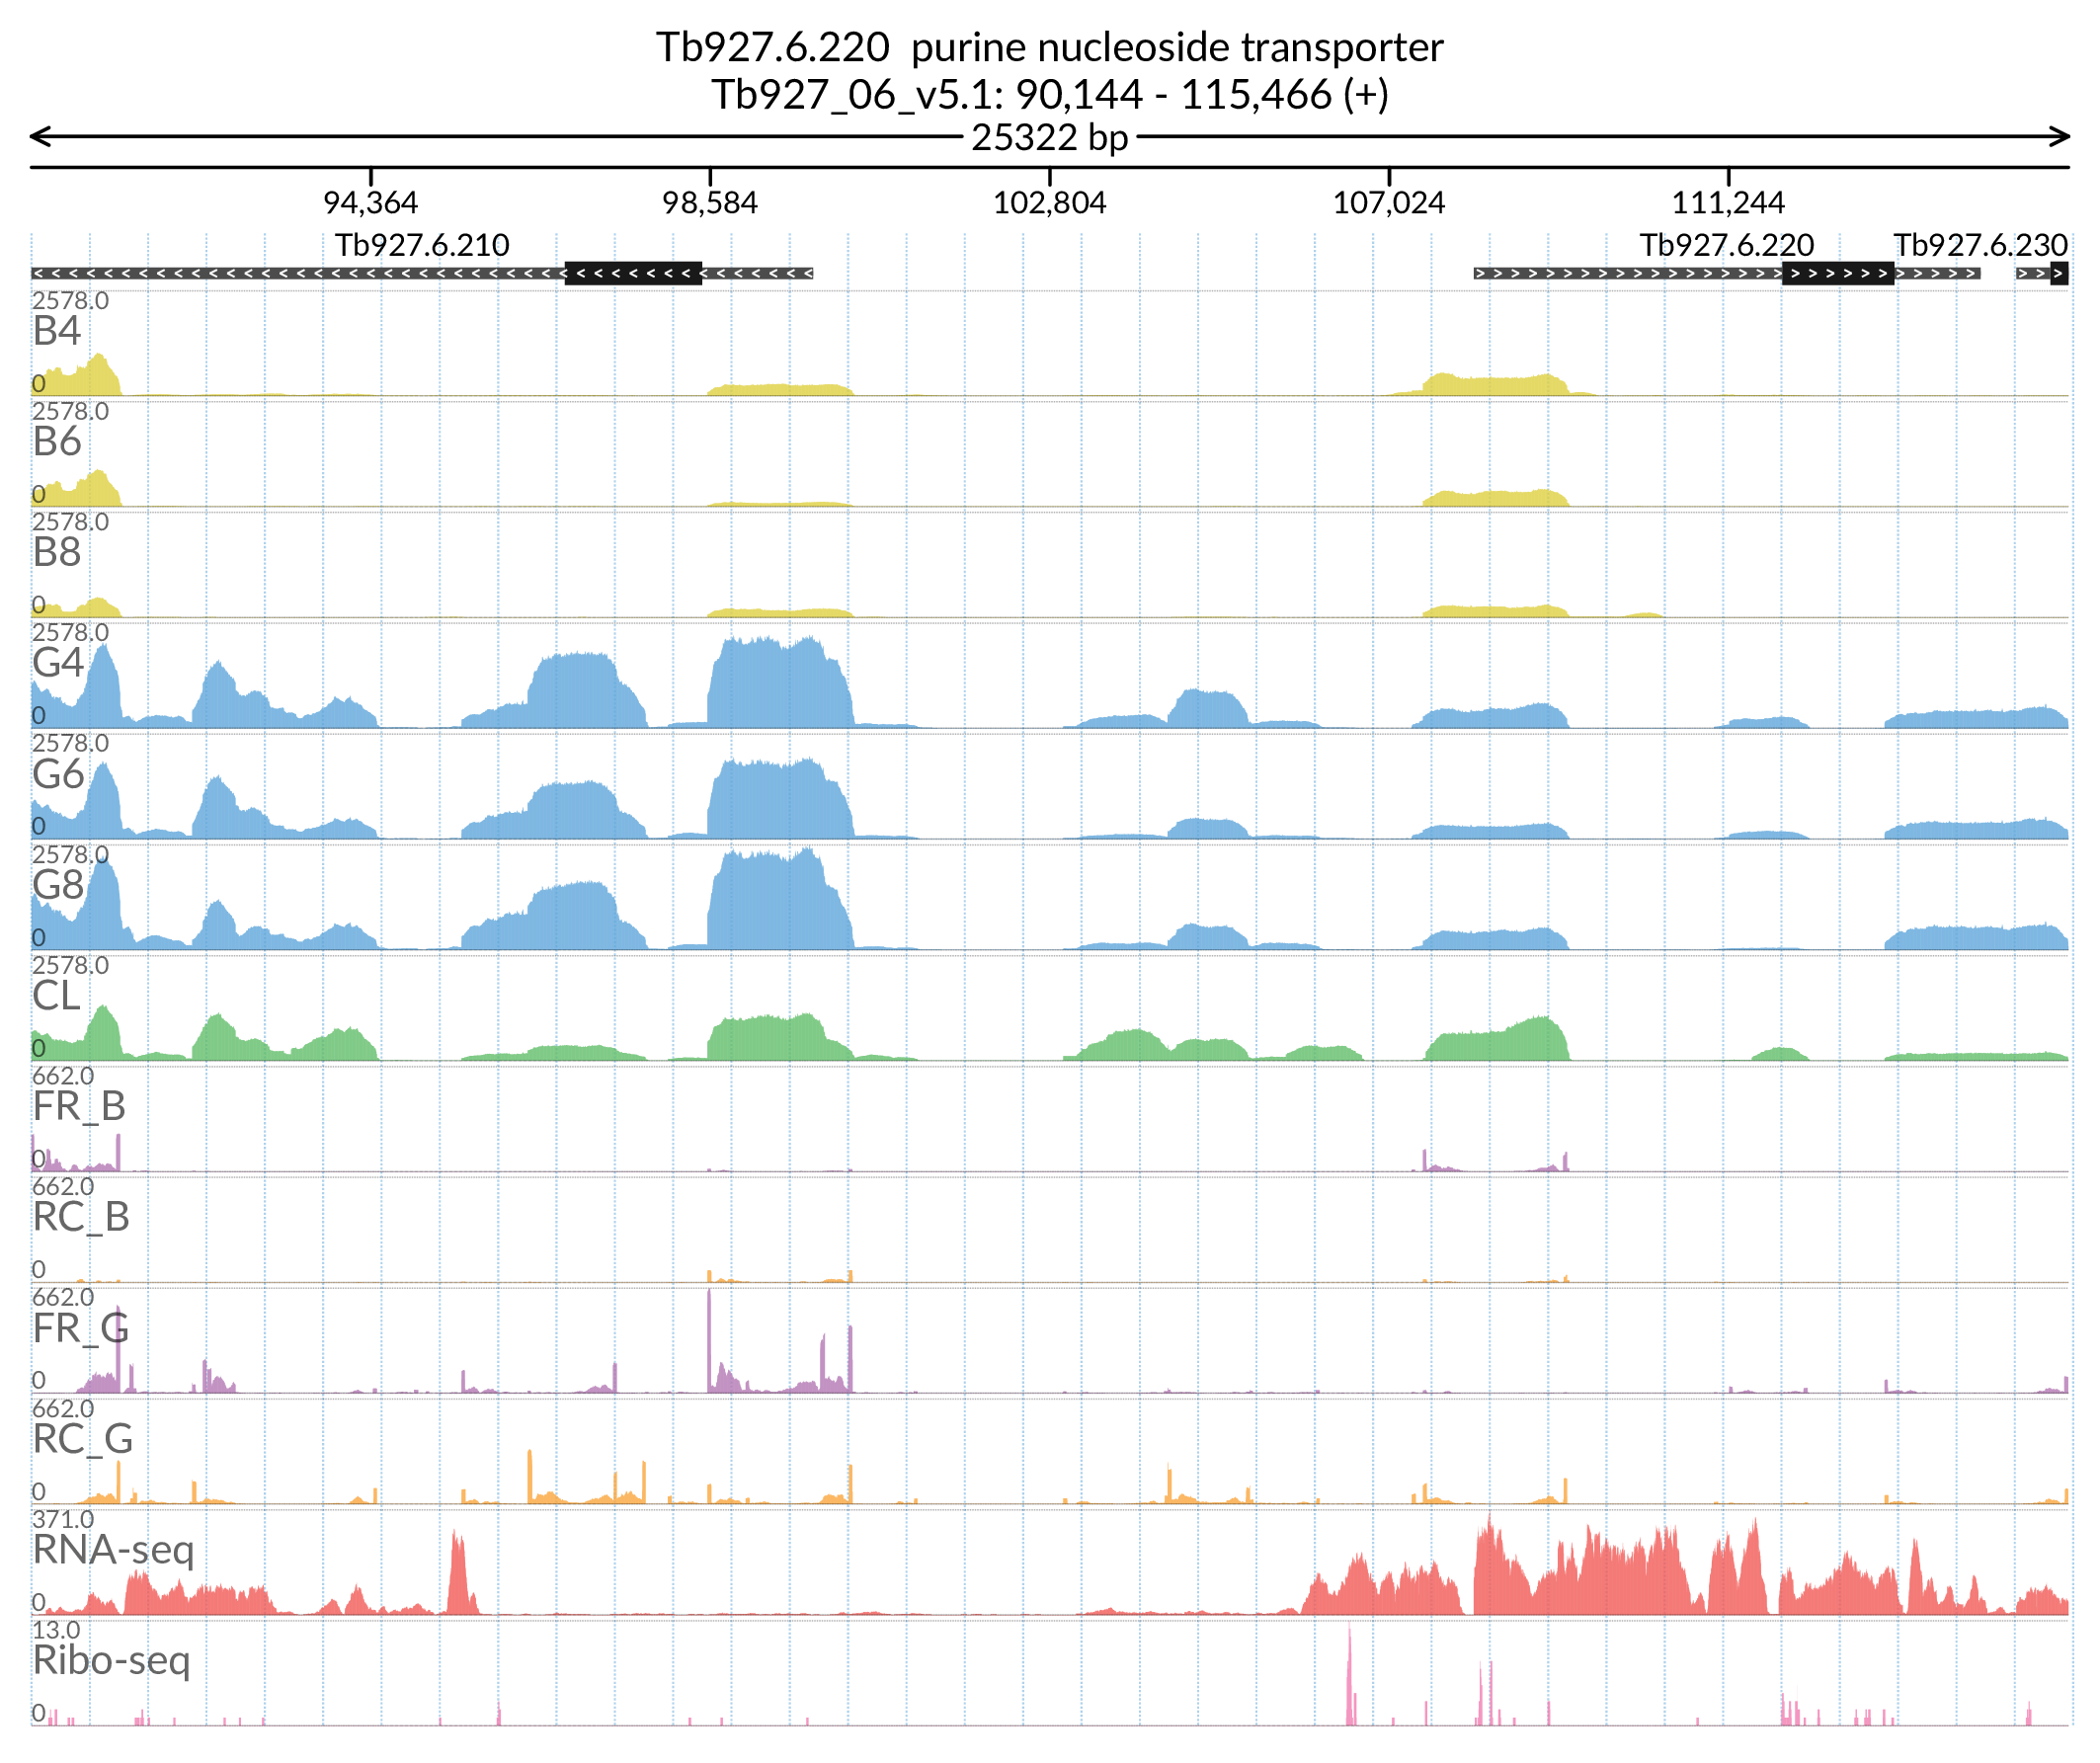 Tb927.6.220 purine nucleoside transporter
Tb927_06_v5.1: 90,144 - 115,466 (+)
25322 bp
94,364 98,584 102,804 107,024 111,244
Tb927.6.210 Tb927.6.220 Tb927.6.230
2578.0
B4
0
2578.0
B6
0
2578.0
B8
0
2578.0
G4
0
2578.0
G6
0
2578.0
G8
0
2578.0
CL
0
662.0
FR_B
0
662.0
RC_B
0
662.0
FR_G
0
662.0
RC_G
0
371.0
RNA-seq
0
13.0
Ribo-seq
0